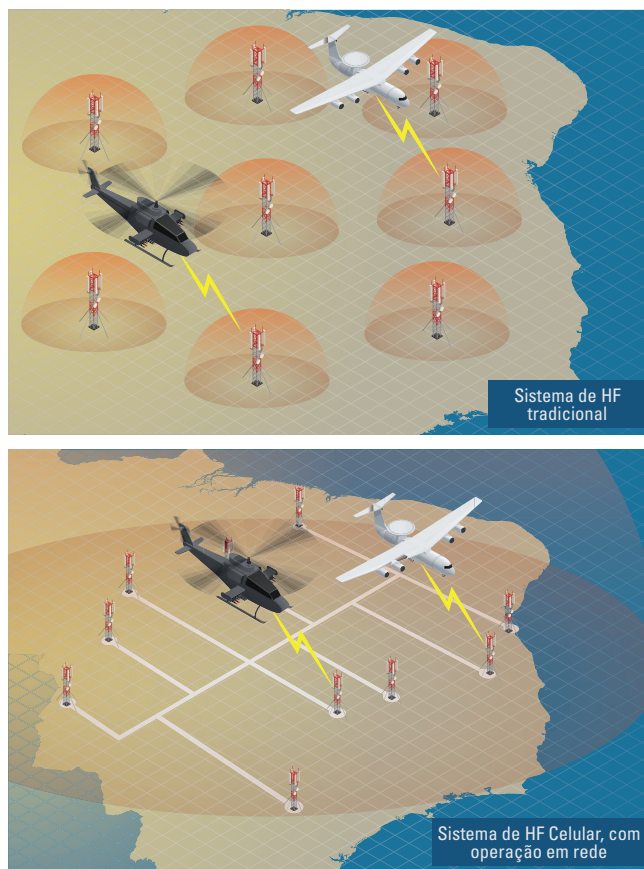 Sistema de HF
tradicional
Sistema de HF Celular, com
operação em rede